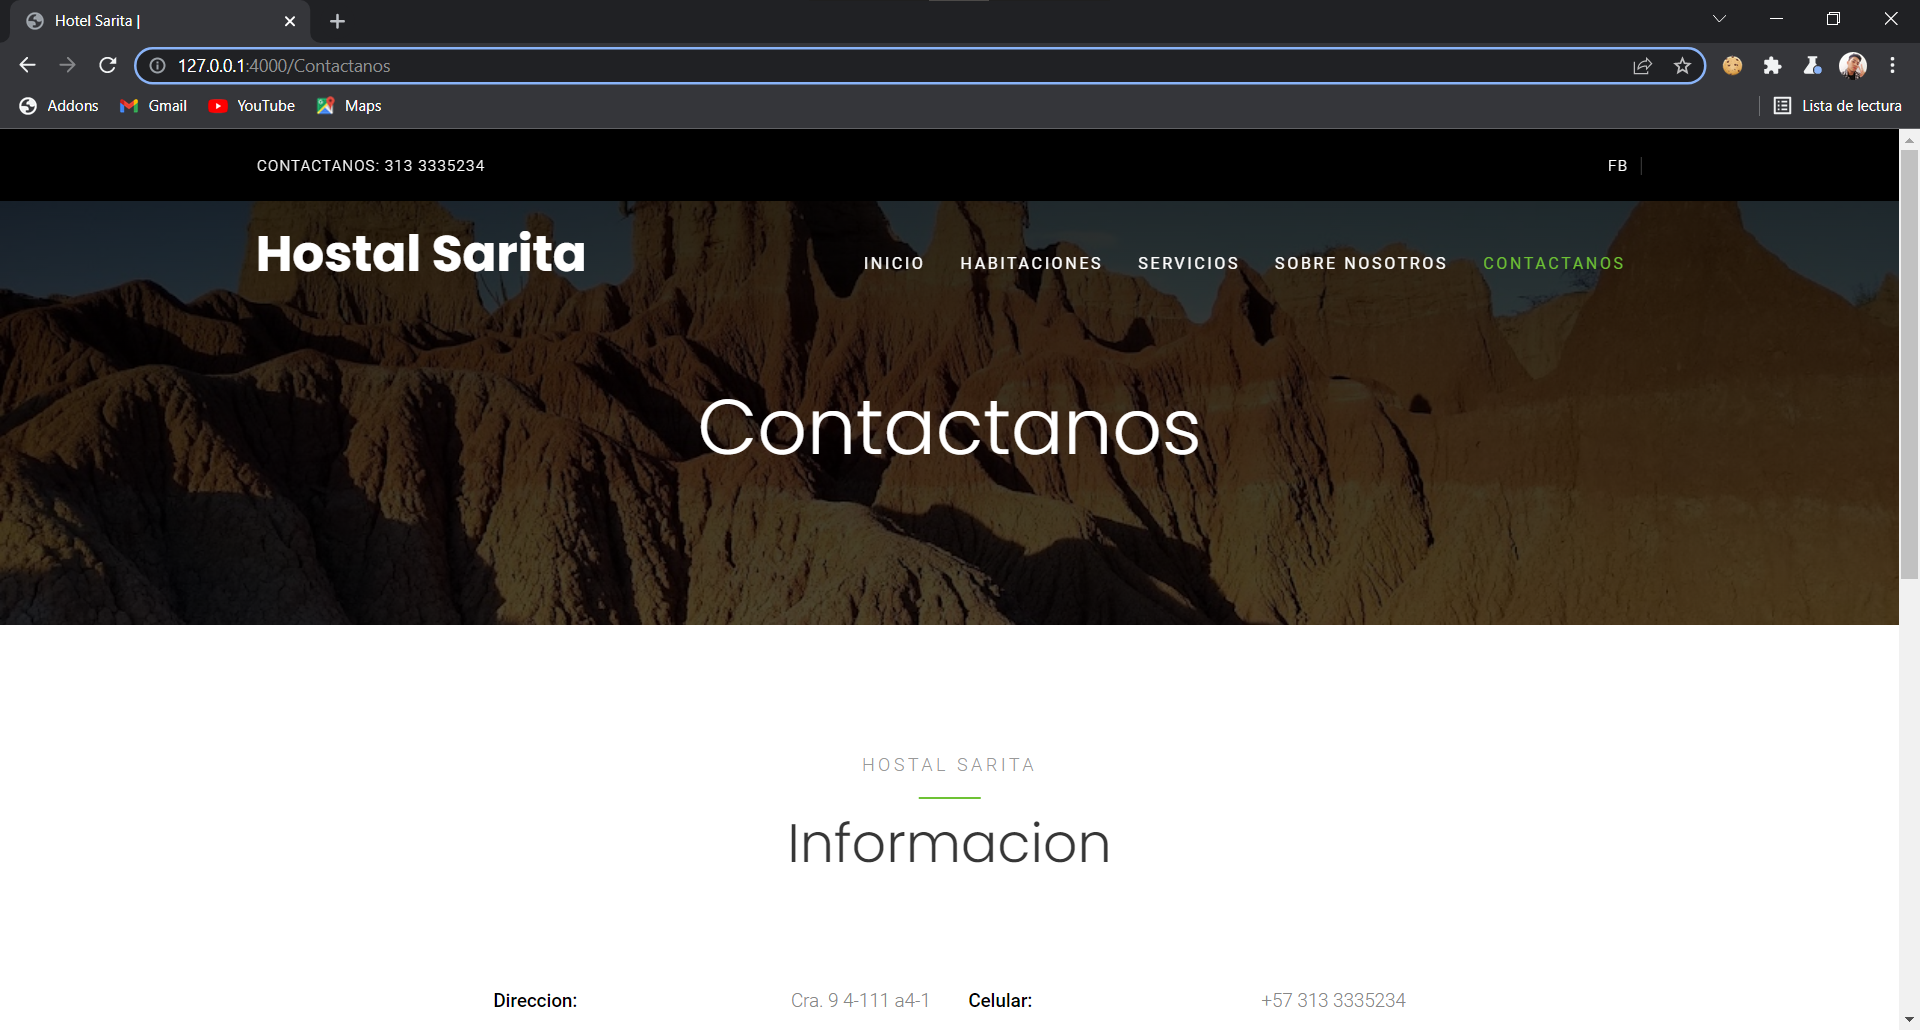 Hotel Sarita |
127.0.0.1:4000/Contactanos
Addons Gmail YouTube Maps Lista de lectura
CONTACTANOS: 313 3335234 FB
Hostal Sarita
INICIO HABITACIONES SERVICIOS SOBRE NOSOTROS CONTACTANOS
Contactanos
HOSTAL SARITA
Informacion
Direccion: Cra. 9 4-111 a4-1 Celular: +57 313 3335234